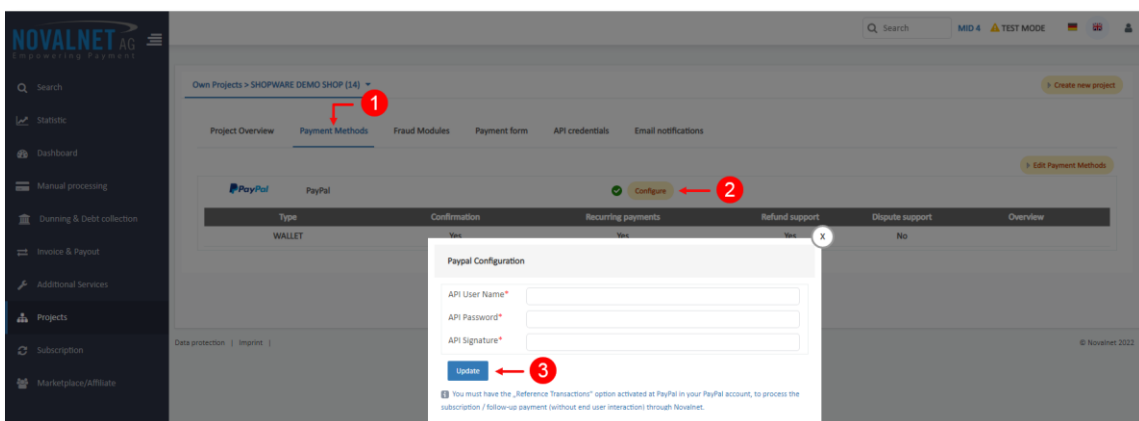 NOVALNET AG
Empowering Payment
Search
MID 4 TEST MODE
Search
Statistic
Dashboard
Manual processing
Dunning & Debt collection
Invoice & Payout
Additional Services
Projects
Subscription
Marketplace/Affiliate
Own Projects > SHOPWARE DEMO SHOP (14)
> Create new project
1
Project Overview Payment Methods Fraud Modules Payment form API credentials Email notifications
> Edit Payment Methods
PayPal PayPal Configure 2
Type Confirmation Recurring payments Refund support Dispute support Overview
WALLET Yes Yes Yes No
X
Paypal Configuration
API User Name*
API Password*
API Signature*
Update 3
You must have the „Reference Transactions" option activated at PayPal in your PayPal account, to process the
subscription / follow-up payment (without end user interaction) through Novalnet.
Data protection | Imprint |
© Novalnet 2022